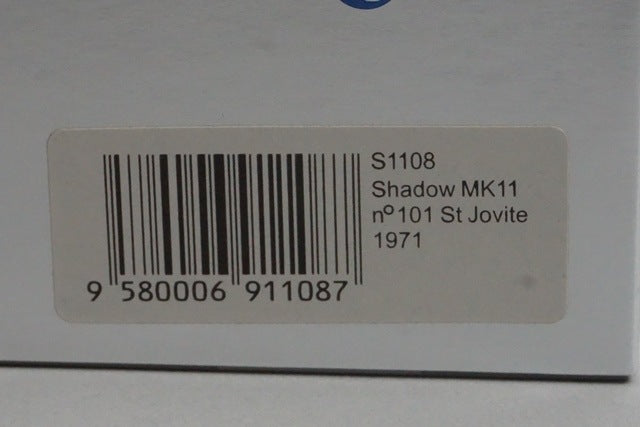 S1108
Shadow MK11
nº101 St Jovite
1971
9 580006 911087